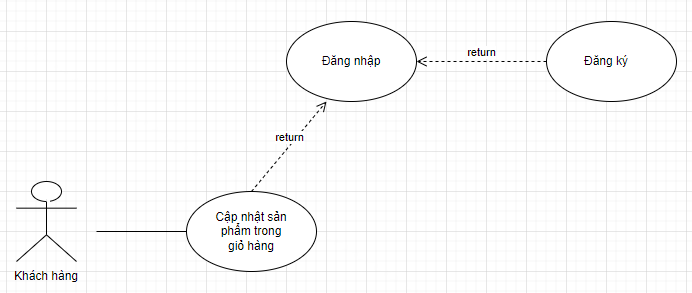 Đăng nhập
return
Đăng ký
return
Cập nhật sản
phẩm trong
giỏ hàng
Khách hàng